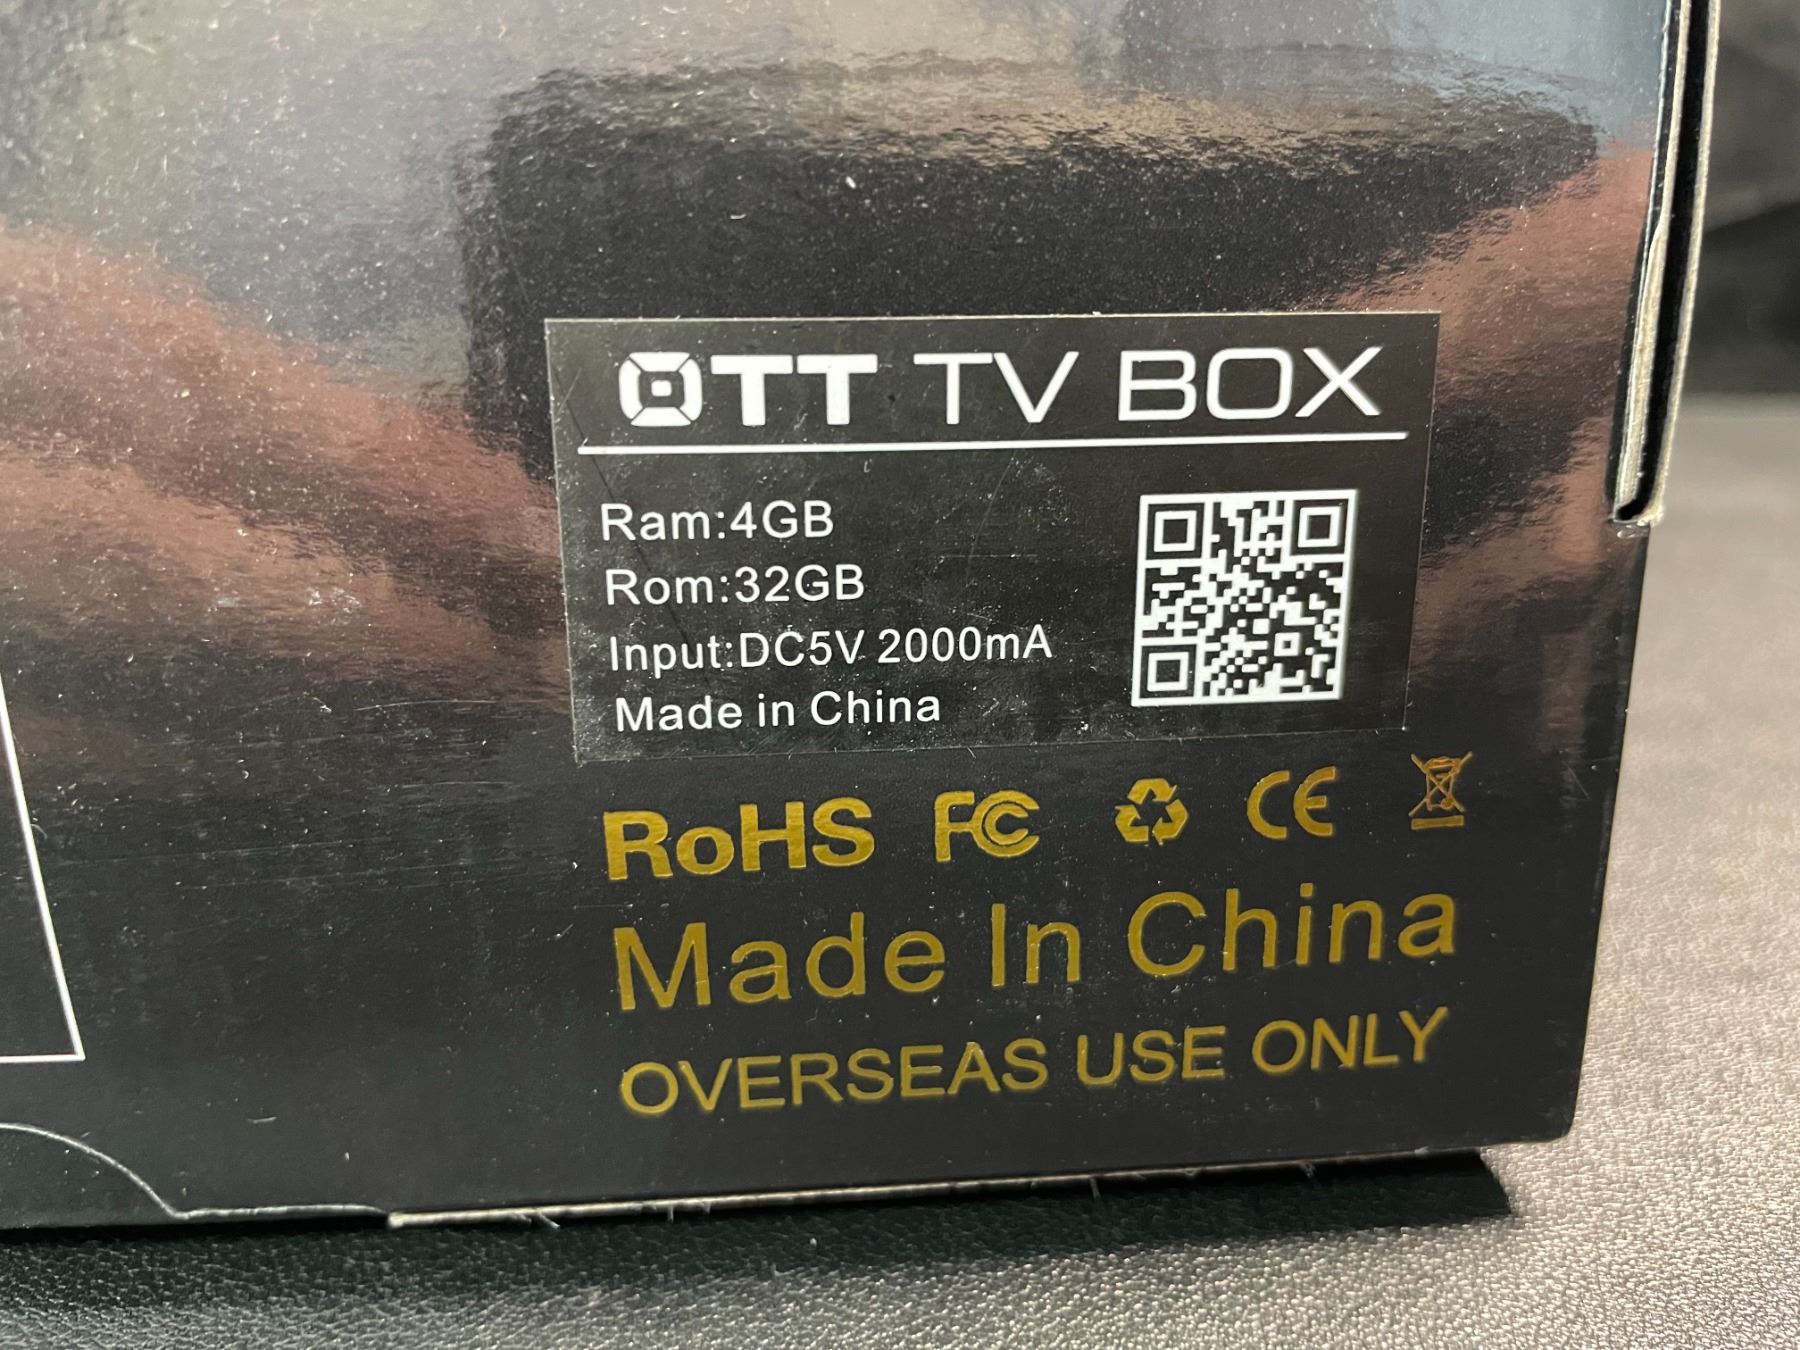 OTT TV BOX
Ram:4GB
Rom:32GB
Input:DC5V 2000mA
Made in China
RoHS FC CE
Made In China
OVERSEAS USE ONLY